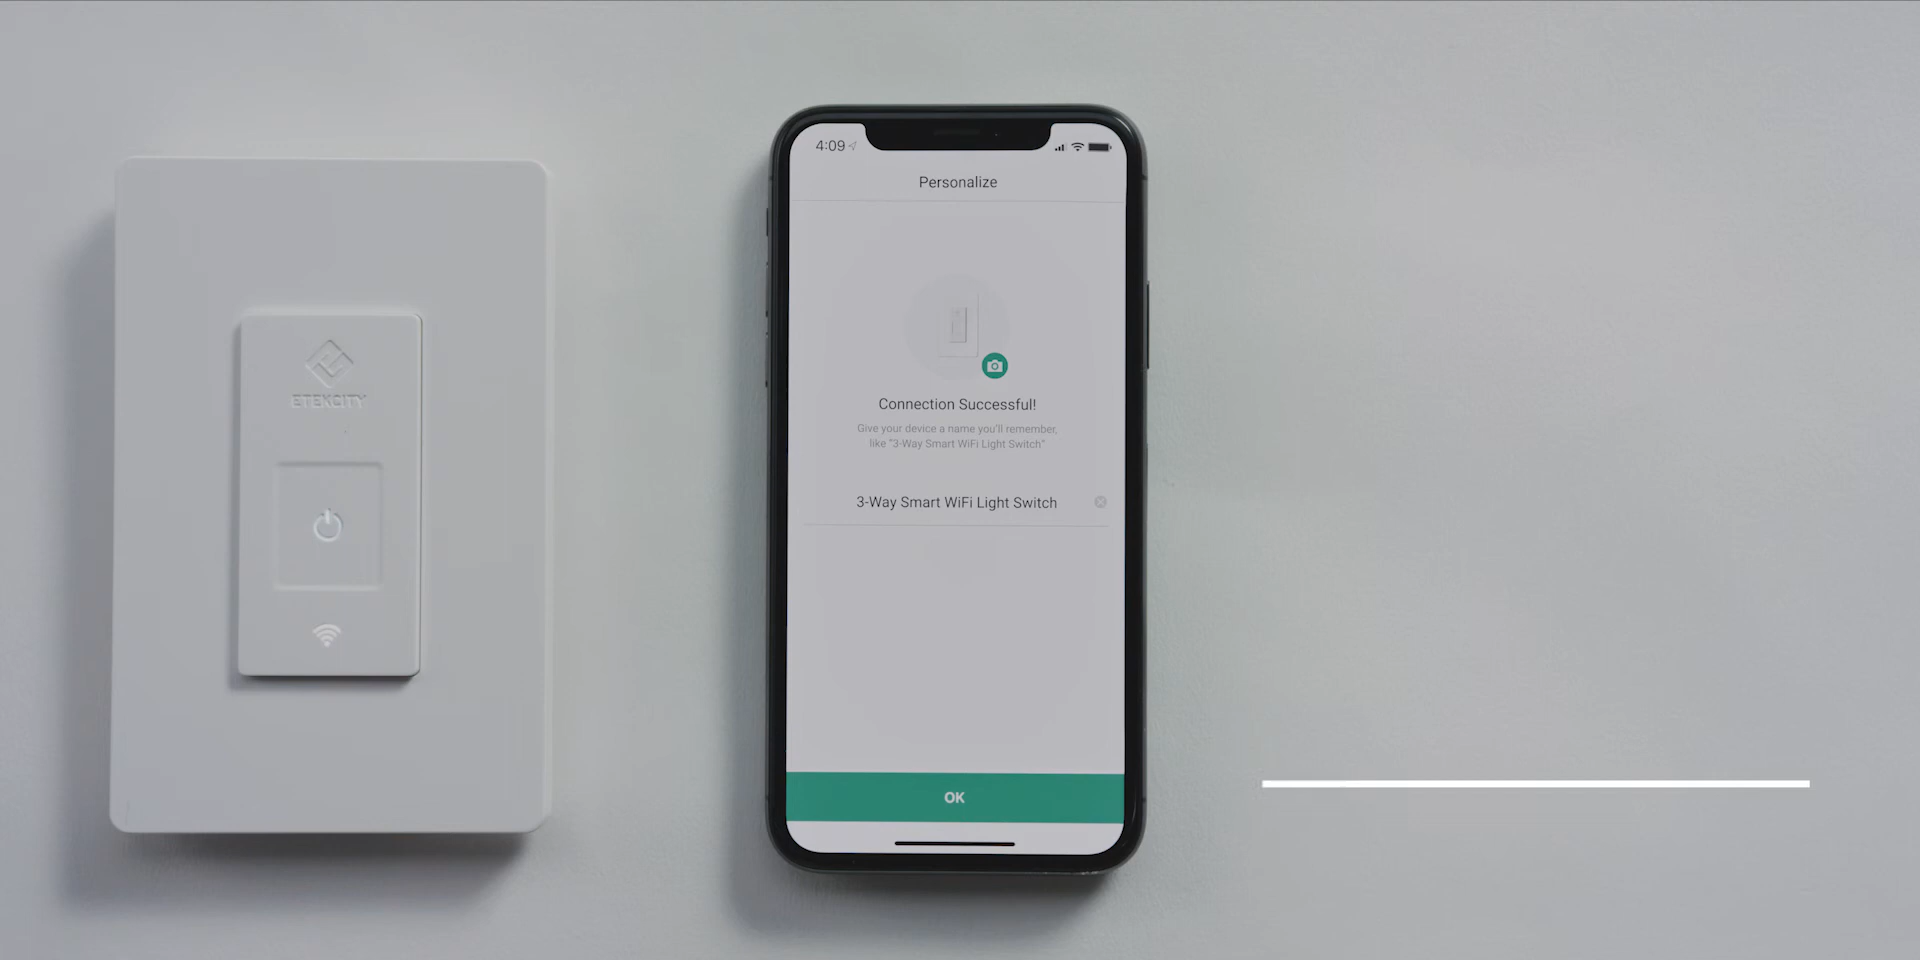 ETEKCITY
4:09
Personalize
Connection Successful!
Give your device a name you'll remember,
like "3-Way Smart WiFi Light Switch"
3-Way Smart WiFi Light Switch
OK